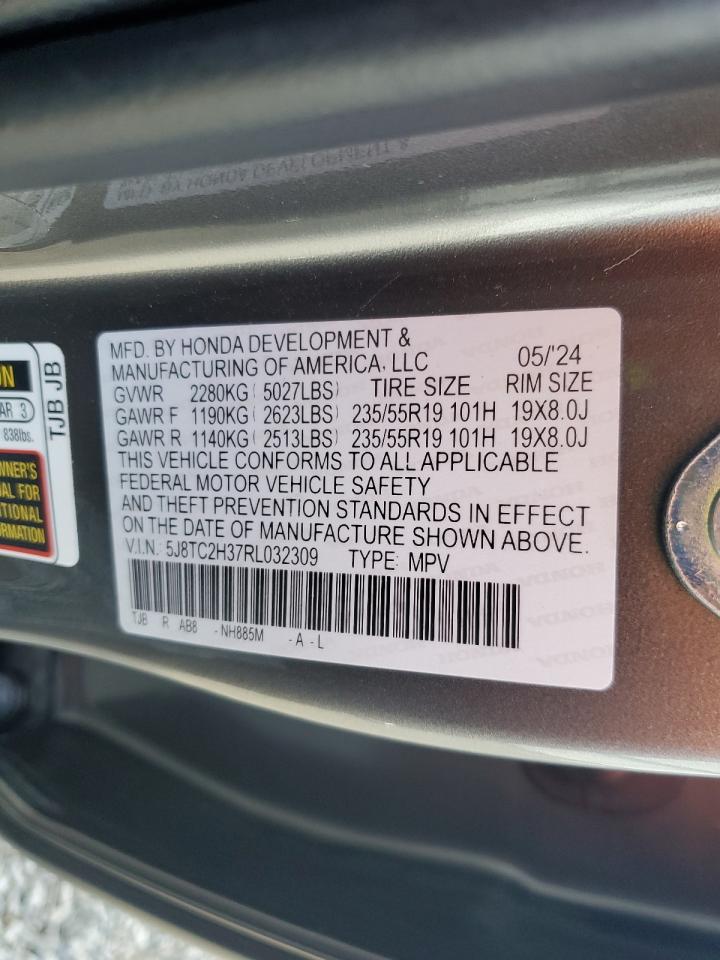 MFD. BY HONDA DEVELOPMENT &
MANUFACTURING OF AMERICA, LLC 05/'24
GVWR 2280KG ( 5027LBS) TIRE SIZE RIM SIZE
GAWR F 1190KG ( 2623LBS) 235/55R19 101H 19X8.0J
GAWR R 1140KG ( 2513LBS) 235/55R19 101H 19X8.0J
THIS VEHICLE CONFORMS TO ALL APPLICABLE
FEDERAL MOTOR VEHICLE SAFETY
AND THEFT PREVENTION STANDARDS IN EFFECT
ON THE DATE OF MANUFACTURE SHOWN ABOVE.
V.I.N.: 5J8TC2H37RL032309 TYPE: MPV
TJB R AB8 - NH885M - A - L
3
838lbs.
TJB JB